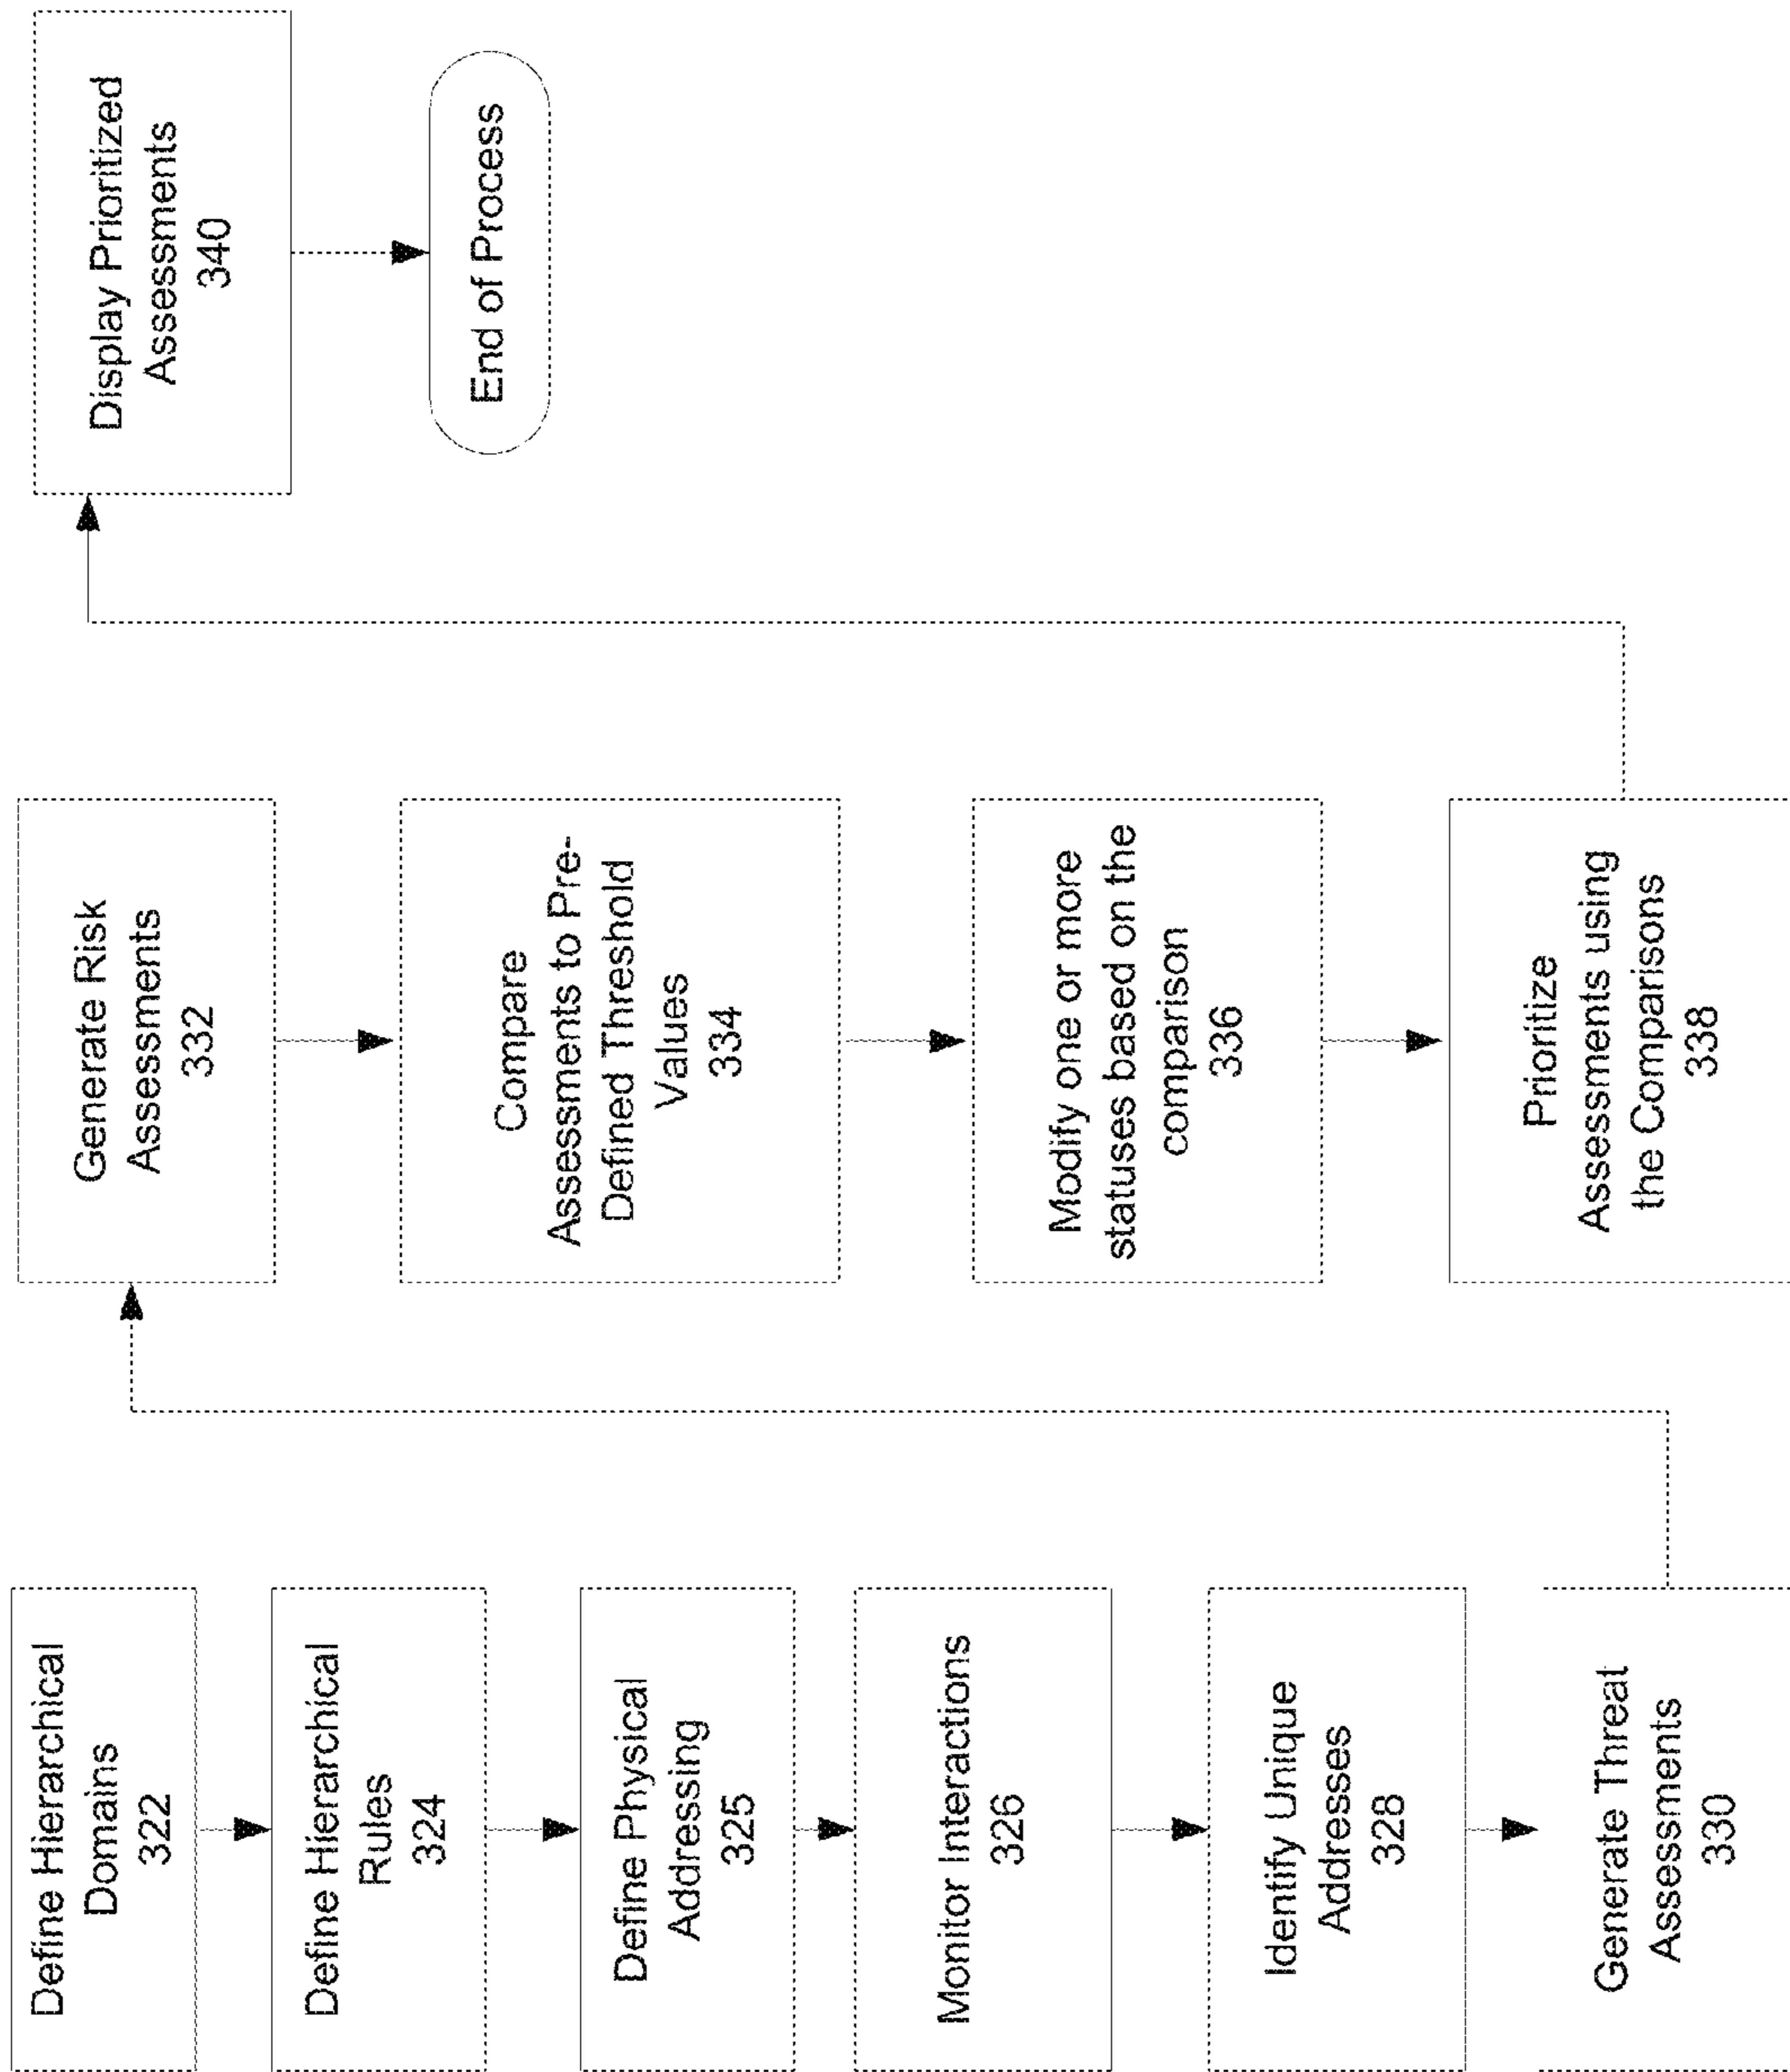 Define Hierarchical
Domains
322
Define Hierarchical
Rules
324
Define Physical
Addressing
325
Monitor Interactions
326
Identify Unique
Addresses
328
Generate Threat
Assessments
330
Generate Risk
Assessments
332
Compare
Assessments to Pre-
Defined Threshold
Values
334
Modify one or more
statuses based on the
comparison
336
Prioritize
Assessments using
the Comparisons
338
Display Prioritized
Assessments
340
End of Process